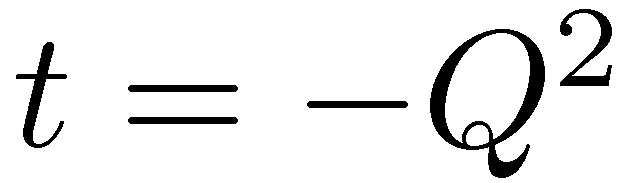 t = −Q²